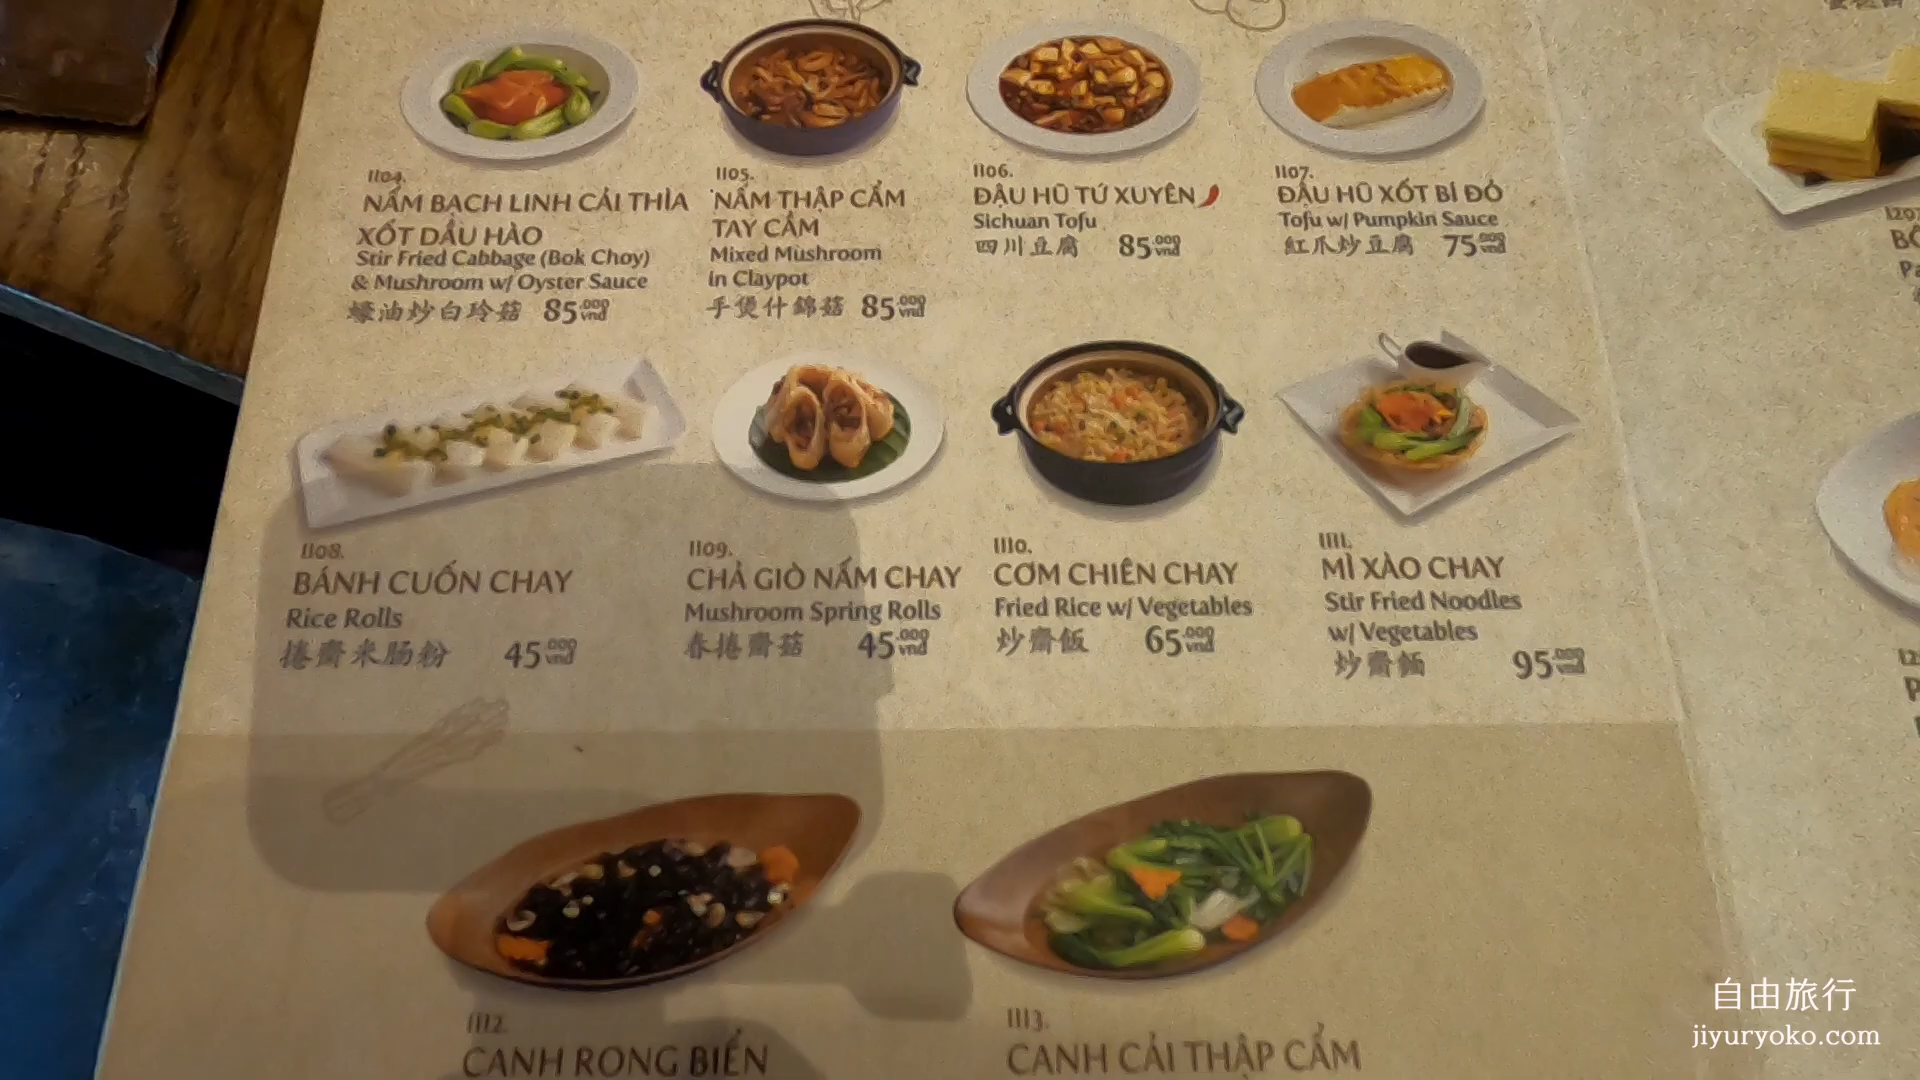 1104.
NẤM BẠCH LINH CẢI THÌA
XỐT DẦU HÀO
Stir Fried Cabbage (Bok Choy)
& Mushroom w/ Oyster Sauce
蠔油炒白玲菇 85.000 vnd
1105.
NẤM THẬP CẨM
TAY CẦM
Mixed Mushroom
in Claypot
手煲什錦菇 85.000 vnd
1106.
ĐẬU HŨ TỨ XUYÊN
Sichuan Tofu
四川豆腐 85.000 vnd
1107.
ĐẬU HŨ XỐT BÍ ĐỎ
Tofu w/ Pumpkin Sauce
紅爪炒豆腐 75.000 vnd
1108.
BÁNH CUỐN CHAY
Rice Rolls
捲齋米肠粉 45.000 vnd
1109.
CHẢ GIÒ NẤM CHAY
Mushroom Spring Rolls
春捲齋菇 45.000 vnd
1110.
CƠM CHIÊN CHAY
Fried Rice w/ Vegetables
炒齋飯 65.000 vnd
1111.
MÌ XÀO CHAY
Stir Fried Noodles
w/ Vegetables
炒齋麵 95.000 vnd
1112.
CANH RONG BIỂN
1113.
CANH CẢI THẬP CẨM
自由旅行
jiyuryoko.com